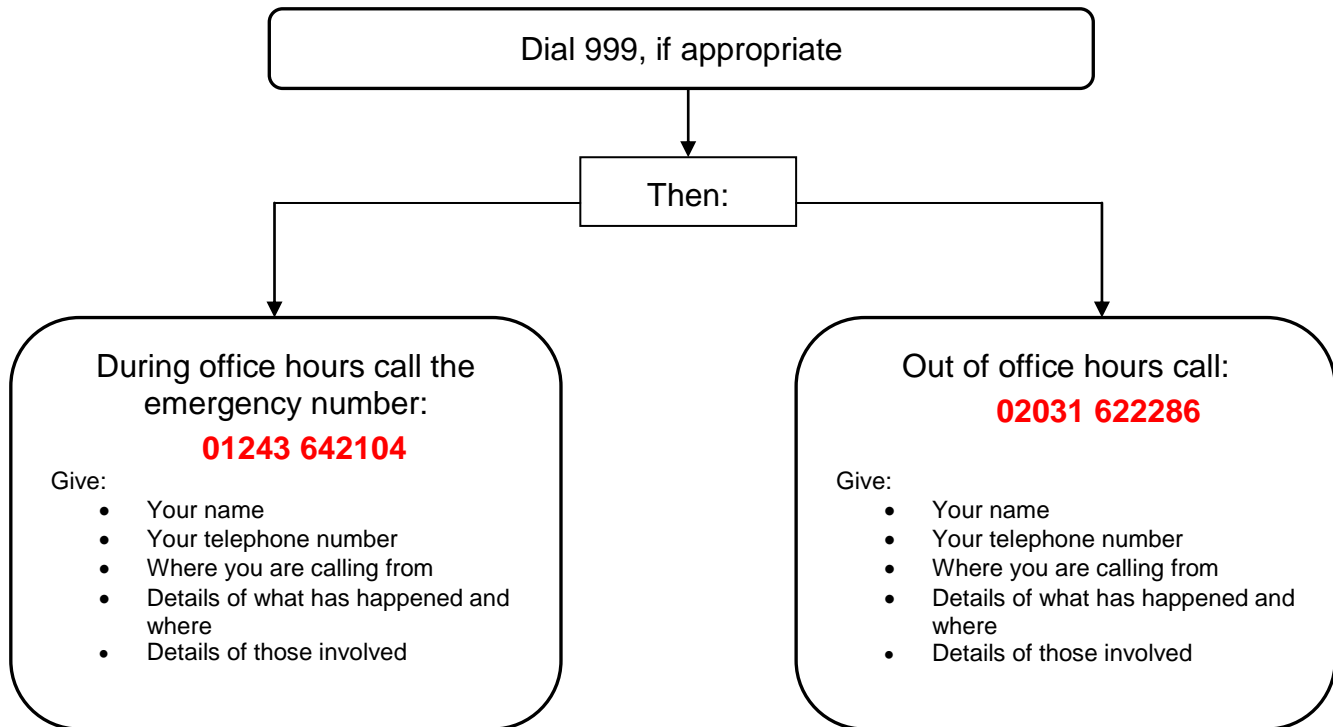 Dial 999, if appropriate
Then:
During office hours call the
emergency number:
01243 642104
Give:
• Your name
• Your telephone number
• Where you are calling from
• Details of what has happened and
where
• Details of those involved
Out of office hours call:
02031 622286
Give:
• Your name
• Your telephone number
• Where you are calling from
• Details of what has happened and
where
• Details of those involved